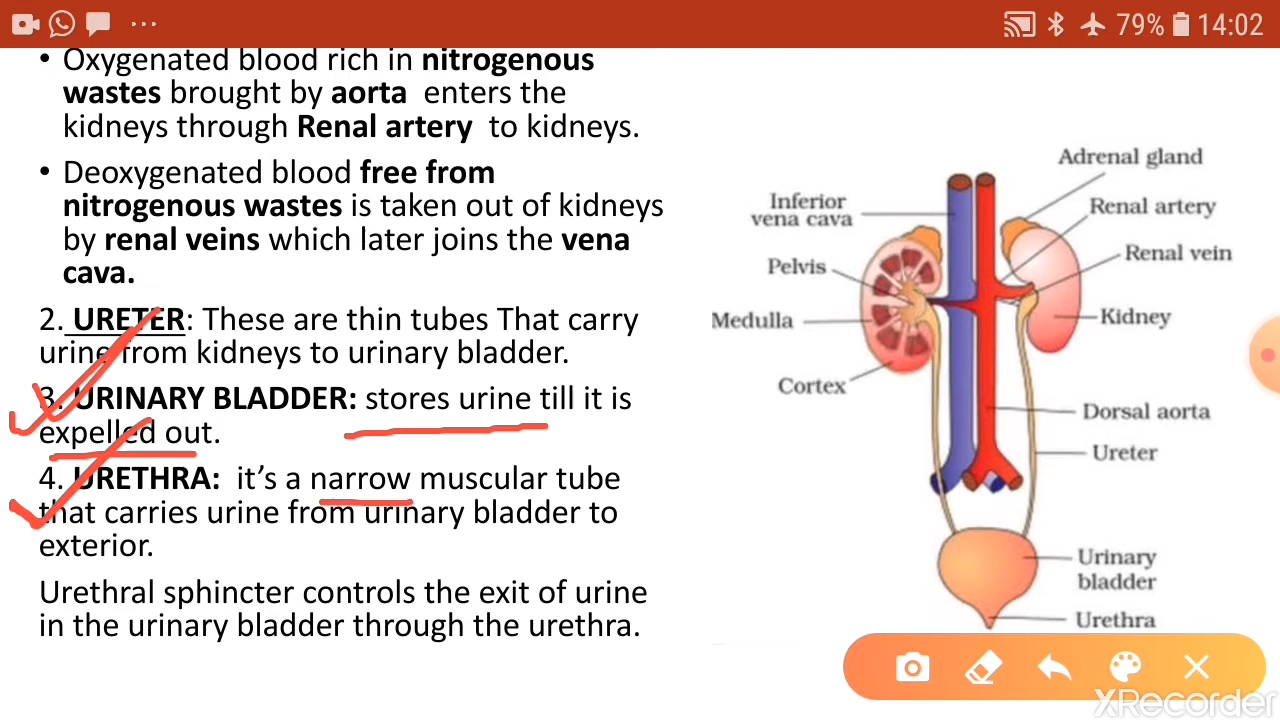 79% 14:02
• Oxygenated blood rich in nitrogenous
wastes brought by aorta enters the
kidneys through Renal artery to kidneys.
• Deoxygenated blood free from
nitrogenous wastes is taken out of kidneys
by renal veins which later joins the vena
cava.
2. URETER: These are thin tubes That carry
urine from kidneys to urinary bladder.
3. URINARY BLADDER: stores urine till it is
expelled out.
4. URETHRA: it’s a narrow muscular tube
that carries urine from urinary bladder to
exterior.
Urethral sphincter controls the exit of urine
in the urinary bladder through the urethra.
Adrenal gland
Inferior
vena cava
Renal artery
Renal vein
Pelvis
Medulla
Kidney
Cortex
Dorsal aorta
Ureter
Urinary
bladder
Urethra
XRecorder